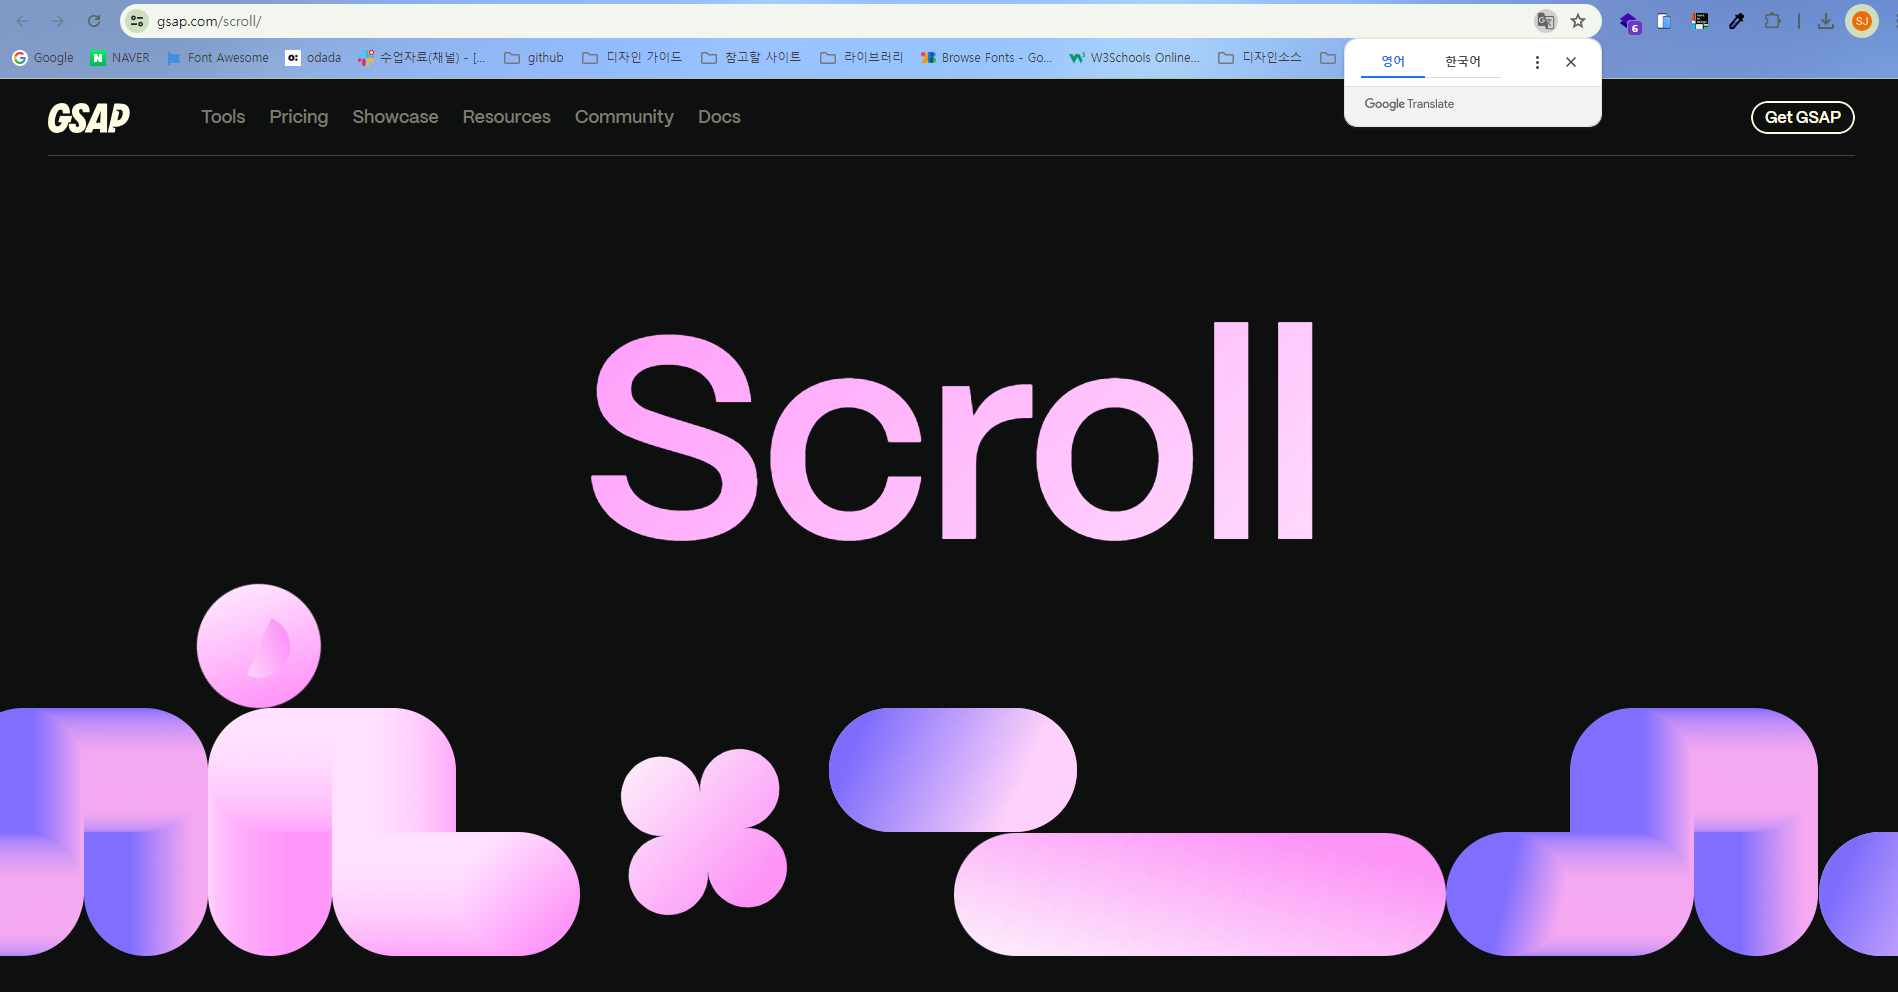 gsap.com/scroll/
6
SJ
Google NAVER Font Awesome odada 수업자료(채널) - [... github 디자인 가이드 참고할 사이트 라이브러리 Browse Fonts - Go... W3Schools Online... 디자인소스
영어 한국어
Google Translate
GSAP Tools Pricing Showcase Resources Community Docs Get GSAP
Scroll